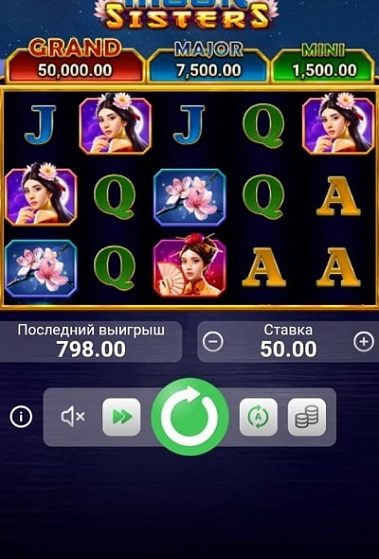 SISTERS
GRAND
MAJOR
MINI
50,000.00
7,500.00
1,500.00
J J Q
Q Q A
A A
Последний выигрыш
798.00
Ставка
50.00